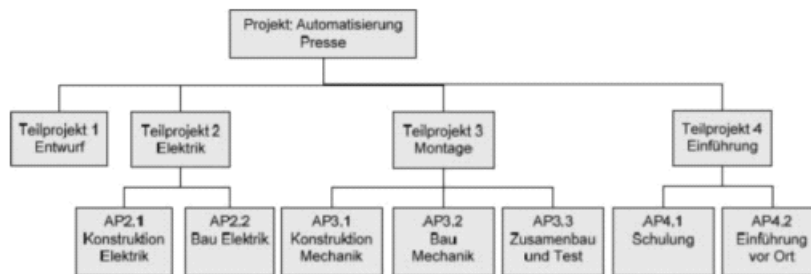 Projekt: Automatisierung
Presse
Teilprojekt 1
Entwurf
Teilprojekt 2
Elektrik
Teilprojekt 3
Montage
Teilprojekt 4
Einführung
AP2.1
Konstruktion
Elektrik
AP2.2
Bau Elektrik
AP3.1
Konstruktion
Mechanik
AP3.2
Bau
Mechanik
AP3.3
Zusamenbau
und Test
AP4.1
Schulung
AP4.2
Einführung
vor Ort